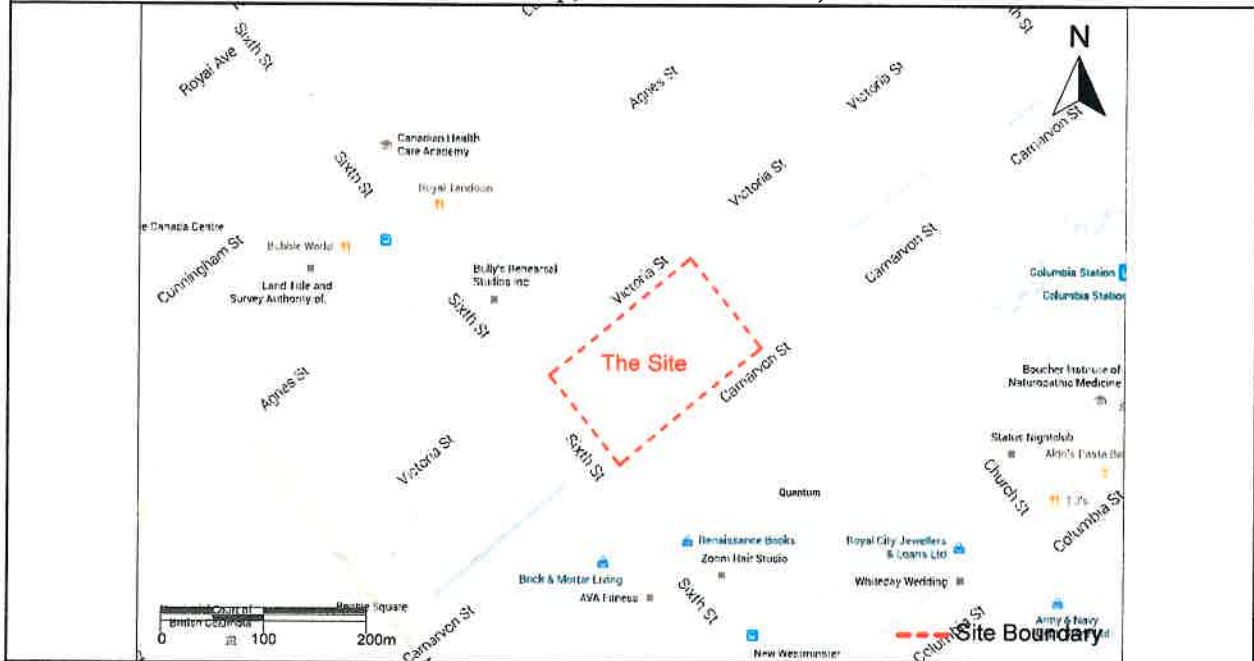 Sixth St
Royal Ave
Agnes St
Victoria St
N
Carnarvon St
Canadian Health
Care Academy
Sixth St
Royal Tandoori
Victoria St
e Canada Centre
Cunningham St
Bubble World
Land Title and
Survey Authority of.
Bully's Rehearsal
Studios Inc
Sixth St
Victoria St
Carnarvon St
Columbia Station
Columbia Station
The Site
Carnarvon St
Agnes St
Boucher Institute of
Naturopathic Medicine
Victoria St
Sixth St
Status Nightclub
Church St
Columbia St
Quantum
Renaissance Books
Zoom Hair Studio
Royal City Jewellers
& Loans Ltd
Brick & Mortar Living
AVA Fitness
Sixth St
Whiteday Wedding
Court of
British Columbia
Square
0 100 200m
Carnarvon St
New Westminster
Columbia St
Army & Navy
Site Boundary